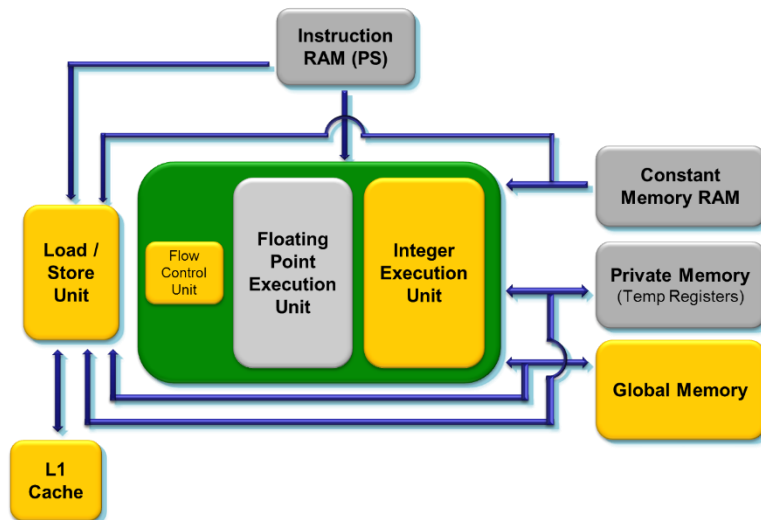 Instruction
RAM (PS)
Constant
Memory RAM
Load /
Store
Unit
Flow
Control
Unit
Floating
Point
Execution
Unit
Integer
Execution
Unit
Private Memory
(Temp Registers)
Global Memory
L1
Cache